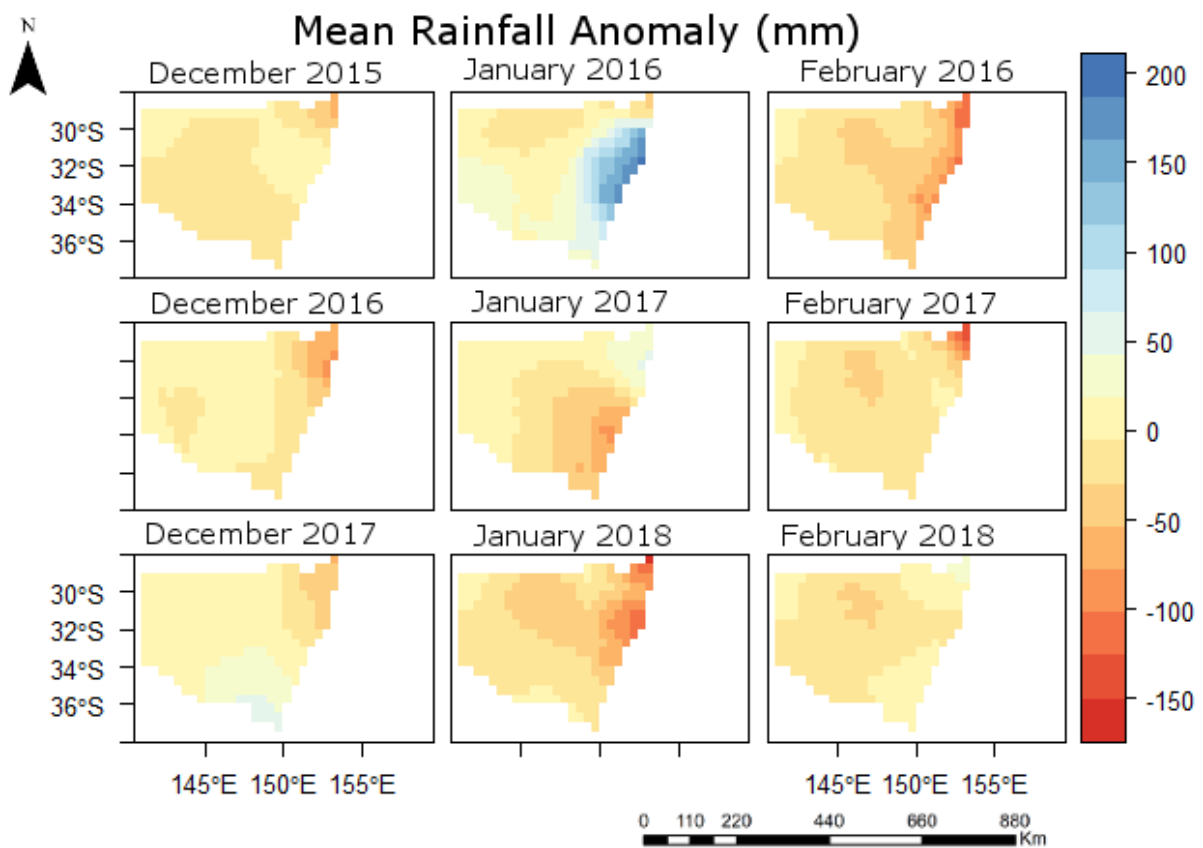 N
Mean Rainfall Anomaly (mm)
December 2015 January 2016 February 2016
30°S
32°S
34°S
36°S
December 2016 January 2017 February 2017
December 2017 January 2018 February 2018
30°S
32°S
34°S
36°S
145°E 150°E 155°E 145°E 150°E 155°E
200
150
100
50
0
-50
-100
-150
0 110 220 440 660 880
Km